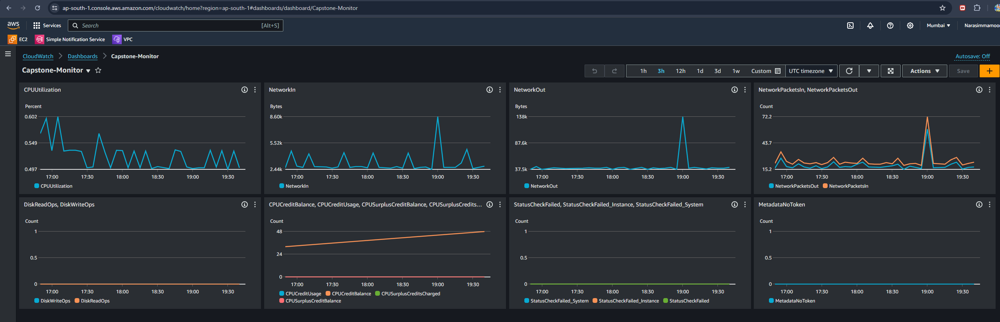 ap-south-1.console.aws.amazon.com/cloudwatch/home?region=ap-south-1#dashboards/dashboard/Capstone-Monitor
aws Services Search [Alt+S] Mumbai Narasimmamoor
EC2 Simple Notification Service VPC
CloudWatch Dashboards Capstone-Monitor Autosave: Off
Capstone-Monitor 1h 3h 12h 1d 3d 1w Custom UTC timezone Actions Save
CPUUtilization
Percent
0.602
0.549
0.497
17:00 17:30 18:00 18:30 19:00 19:30
CPUUtilization
NetworkIn
Bytes
8.60k
5.52k
2.44k
17:00 17:30 18:00 18:30 19:00 19:30
NetworkIn
NetworkOut
Bytes
138k
87.6k
37.5k
17:00 17:30 18:00 18:30 19:00 19:30
NetworkOut
NetworkPacketsIn, NetworkPacketsOut
Count
72.2
43.7
15.2
17:00 17:30 18:00 18:30 19:00 19:30
NetworkPacketsOut NetworkPacketsIn
DiskReadOps, DiskWriteOps
Count
1
0.5
0
17:00 17:30 18:00 18:30 19:00 19:30
DiskWriteOps DiskReadOps
CPUCreditBalance, CPUCreditUsage, CPUSurplusCreditBalance, CPUSurplusCredits...
Count
48
24
0
17:00 17:30 18:00 18:30 19:00 19:30
CPUCreditUsage CPUCreditBalance CPUSurplusCreditsCharged
CPUSurplusCreditBalance
StatusCheckFailed, StatusCheckFailed_Instance, StatusCheckFailed_System
Count
1
0.5
0
17:00 17:30 18:00 18:30 19:00 19:30
StatusCheckFailed_System StatusCheckFailed_Instance StatusCheckFailed
MetadataNoToken
Count
1
0.5
0
17:00 17:30 18:00 18:30 19:00 19:30
MetadataNoToken